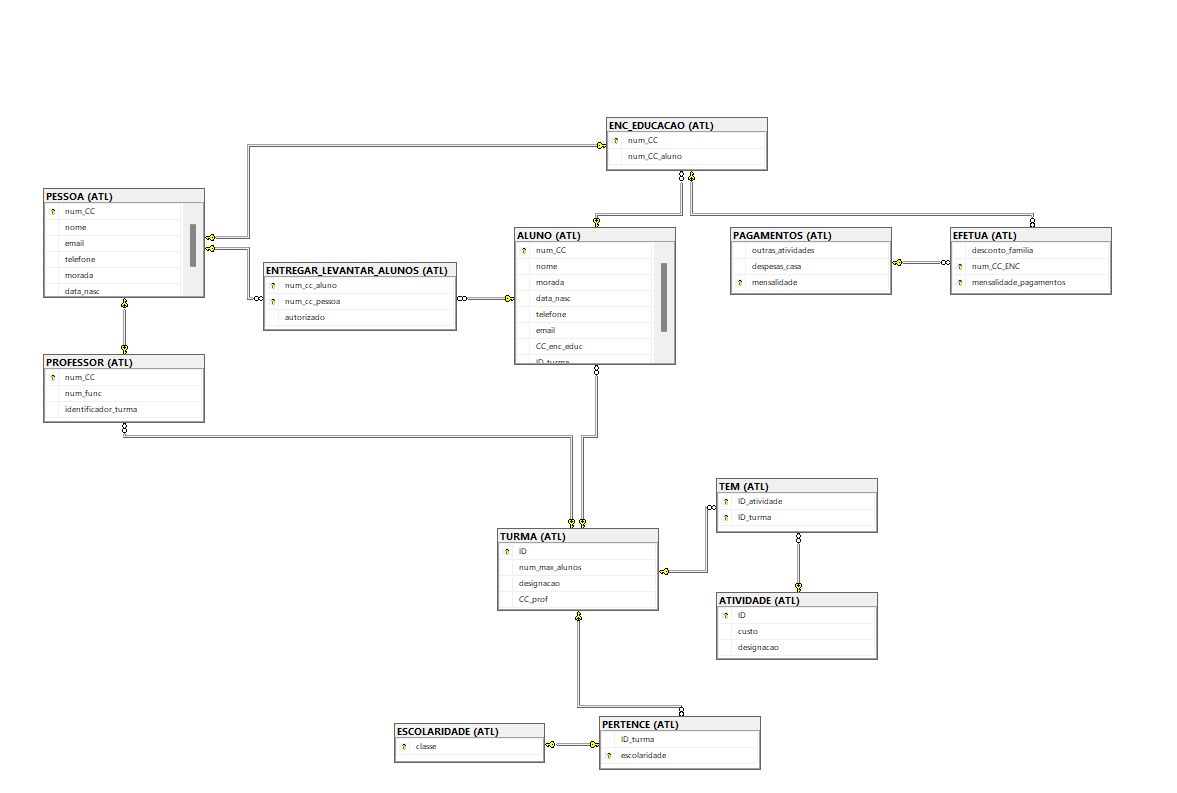 ENC_EDUCACAO (ATL)
num_CC
num_CC_aluno
PESSOA (ATL)
num_CC
nome
email
telefone
morada
data_nasc
ALUNO (ATL)
num_CC
nome
morada
data_nasc
telefone
email
CC_enc_educ
ID_turma
PAGAMENTOS (ATL)
outras_atividades
despesas_casa
mensalidade
EFETUA (ATL)
desconto_familia
num_CC_ENC
mensalidade_pagamentos
ENTREGAR_LEVANTAR_ALUNOS (ATL)
num_cc_aluno
num_cc_pessoa
autorizado
PROFESSOR (ATL)
num_CC
num_func
identificador_turma
TEM (ATL)
ID_atividade
ID_turma
TURMA (ATL)
ID
num_max_alunos
designacao
CC_prof
ATIVIDADE (ATL)
ID
custo
designacao
ESCOLARIDADE (ATL)
classe
PERTENCE (ATL)
ID_turma
escolaridade